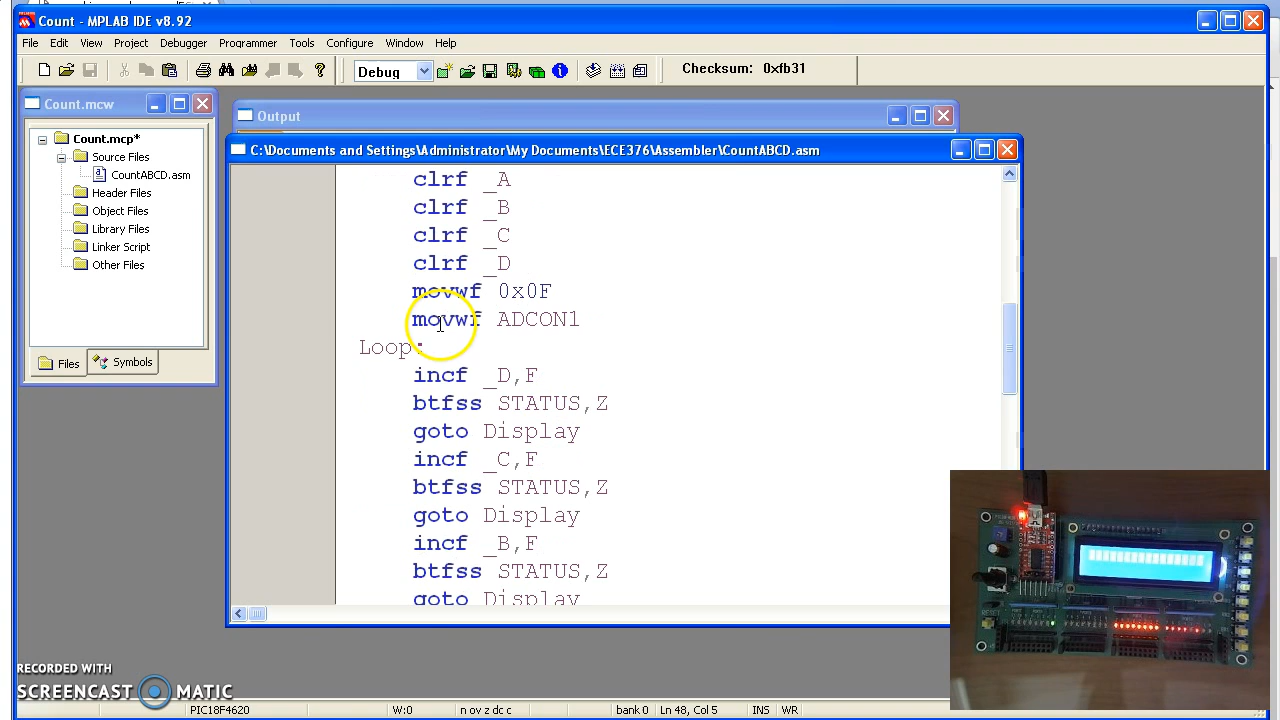 Count - MPLAB IDE v8.92
File Edit View Project Debugger Programmer Tools Configure Window Help
Debug
Checksum: 0xfb31
Count.mcw
Count.mcp*
Source Files
CountABCD.asm
Header Files
Object Files
Library Files
Linker Script
Other Files
Files
Symbols
Output
C:\Documents and Settings\Administrator\My Documents\ECE376\Assembler\CountABCD.asm
clrf _A
clrf _B
clrf _C
clrf _D
movwf 0x0F
movwf ADCON1
Loop:
incf _D,F
btfss STATUS,Z
goto Display
incf _C,F
btfss STATUS,Z
goto Display
incf _B,F
btfss STATUS,Z
goto Display
RESET
RECORDED WITH
SCREENCAST MATIC
PIC18F4620 W:0 n ov z dc c bank 0 Ln 48, Col 5 INS WR